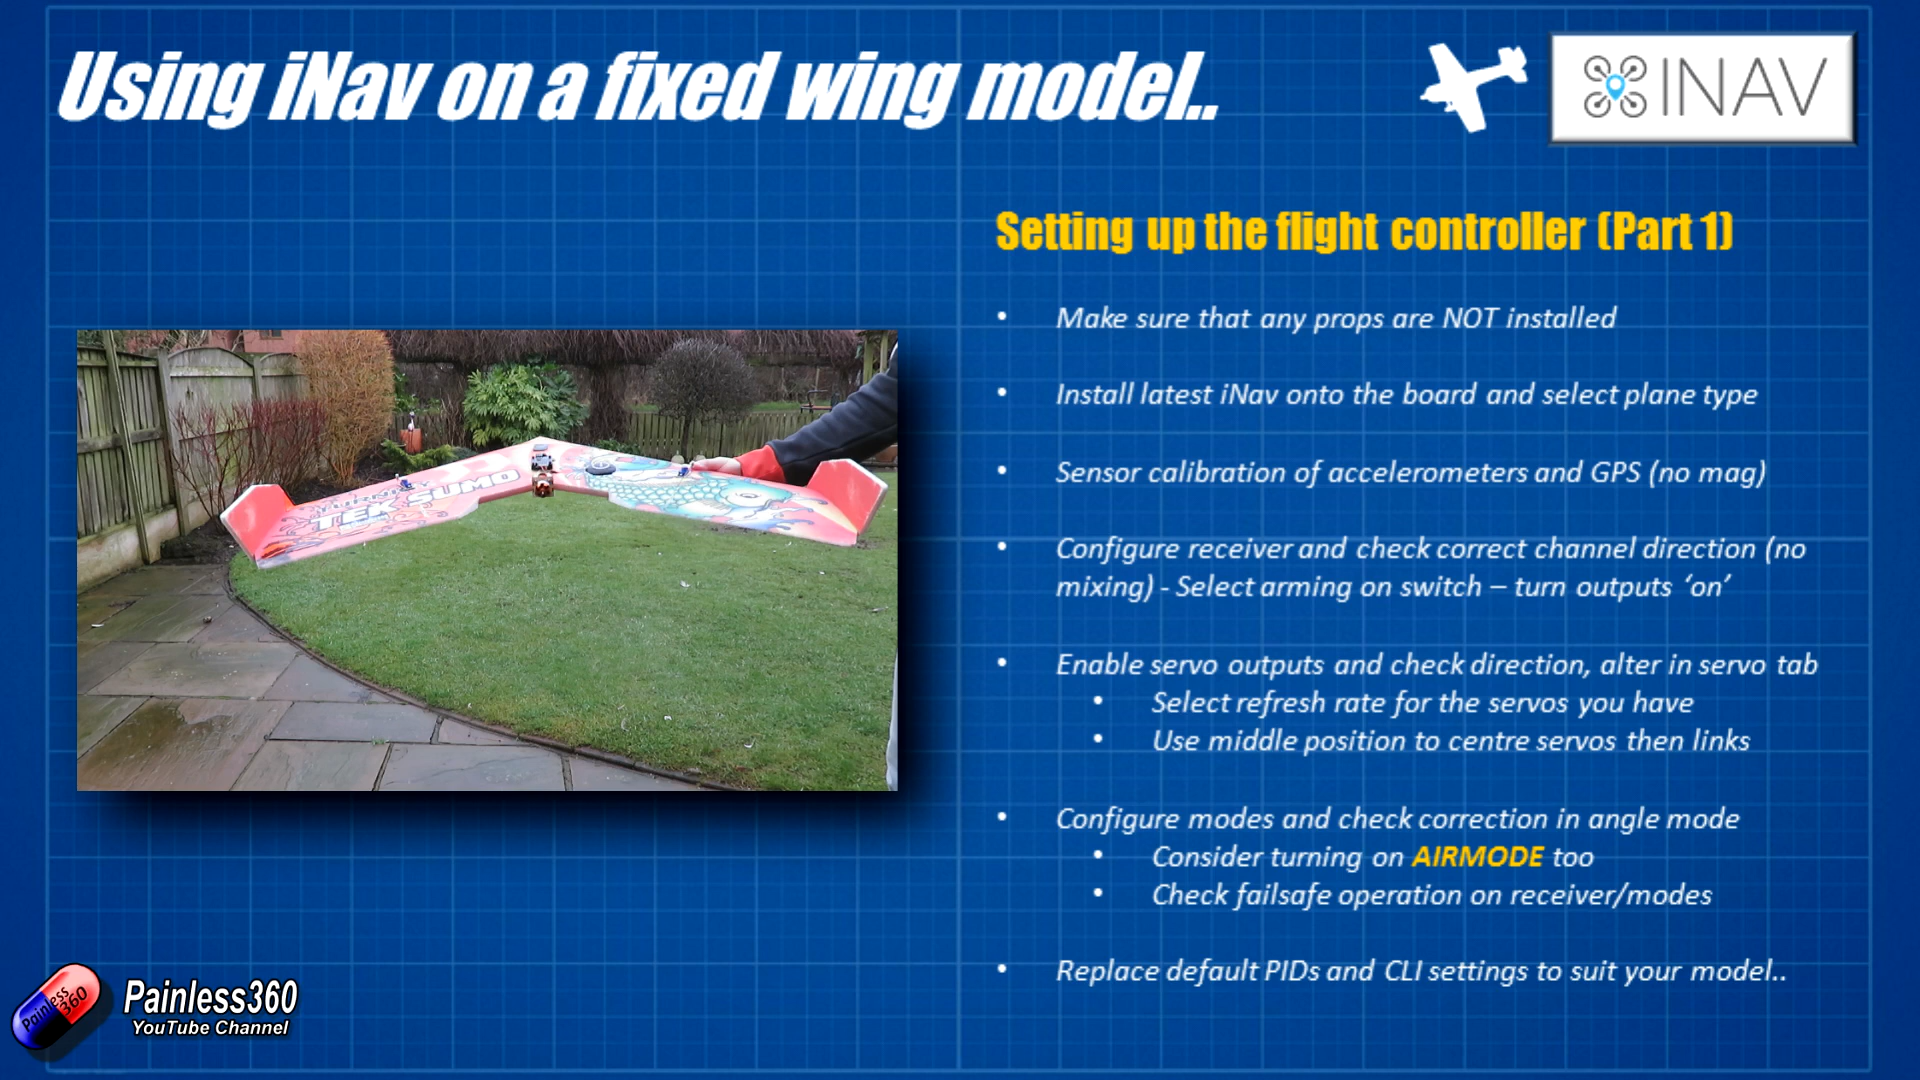 Using iNav on a fixed wing model..
INAV
Setting up the flight controller (Part 1)
• Make sure that any props are NOT installed
• Install latest iNav onto the board and select plane type
• Sensor calibration of accelerometers and GPS (no mag)
• Configure receiver and check correct channel direction (no
mixing) - Select arming on switch – turn outputs ‘on’
• Enable servo outputs and check direction, alter in servo tab
• Select refresh rate for the servos you have
• Use middle position to centre servos then links
• Configure modes and check correction in angle mode
• Consider turning on AIRMODE too
• Check failsafe operation on receiver/modes
• Replace default PIDs and CLI settings to suit your model..
TEK SUMO
Painless
360
Painless360
YouTube Channel